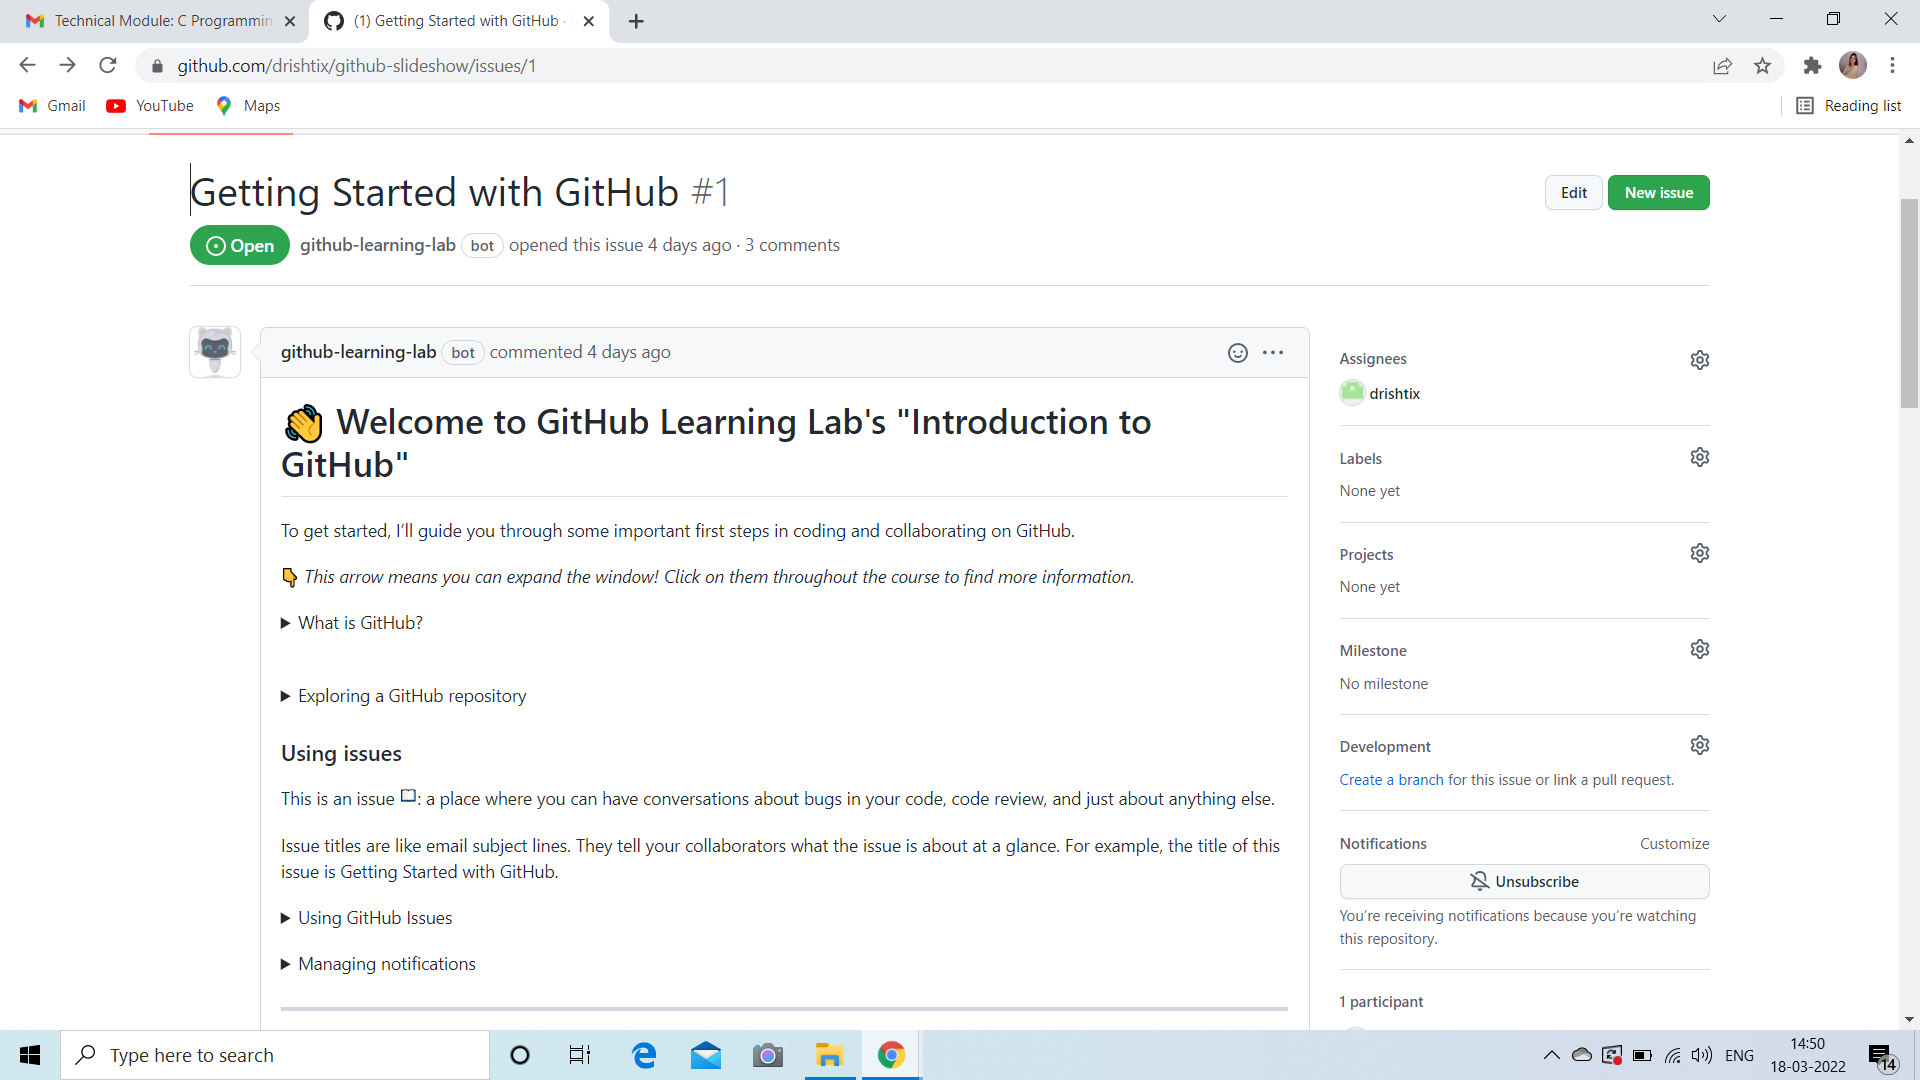 Technical Module: C Programmin
(1) Getting Started with GitHub ·
github.com/drishtix/github-slideshow/issues/1
Gmail
YouTube
Maps
Reading list
Getting Started with GitHub #1
Edit
New issue
Open
github-learning-lab bot opened this issue 4 days ago · 3 comments
github-learning-lab bot commented 4 days ago
👋 Welcome to GitHub Learning Lab's "Introduction to
GitHub"
To get started, I'll guide you through some important first steps in coding and collaborating on GitHub.
👇 This arrow means you can expand the window! Click on them throughout the course to find more information.
▶ What is GitHub?
▶ Exploring a GitHub repository
Using issues
This is an issue 📖: a place where you can have conversations about bugs in your code, code review, and just about anything else.
Issue titles are like email subject lines. They tell your collaborators what the issue is about at a glance. For example, the title of this
issue is Getting Started with GitHub.
▶ Using GitHub Issues
▶ Managing notifications
Assignees
drishtix
Labels
None yet
Projects
None yet
Milestone
No milestone
Development
Create a branch for this issue or link a pull request.
Notifications
Customize
Unsubscribe
You're receiving notifications because you're watching
this repository.
1 participant
Type here to search
ENG
14:50
18-03-2022
14